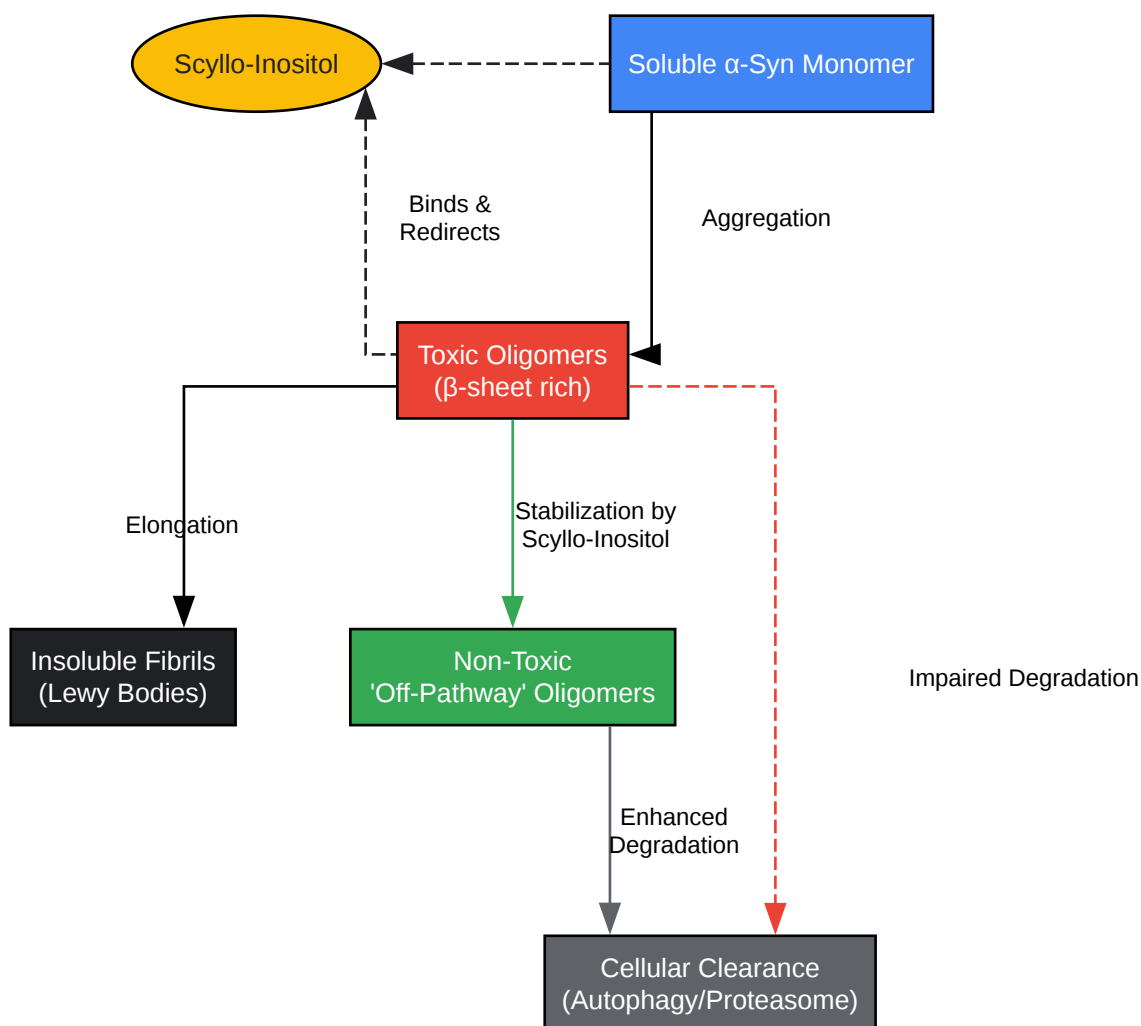 Scyllo-Inositol
Soluble α-Syn Monomer
Binds &
Redirects
Aggregation
Toxic Oligomers
(β-sheet rich)
Elongation
Stabilization by
Scyllo-Inositol
Insoluble Fibrils
(Lewy Bodies)
Non-Toxic
'Off-Pathway' Oligomers
Impaired Degradation
Enhanced
Degradation
Cellular Clearance
(Autophagy/Proteasome)